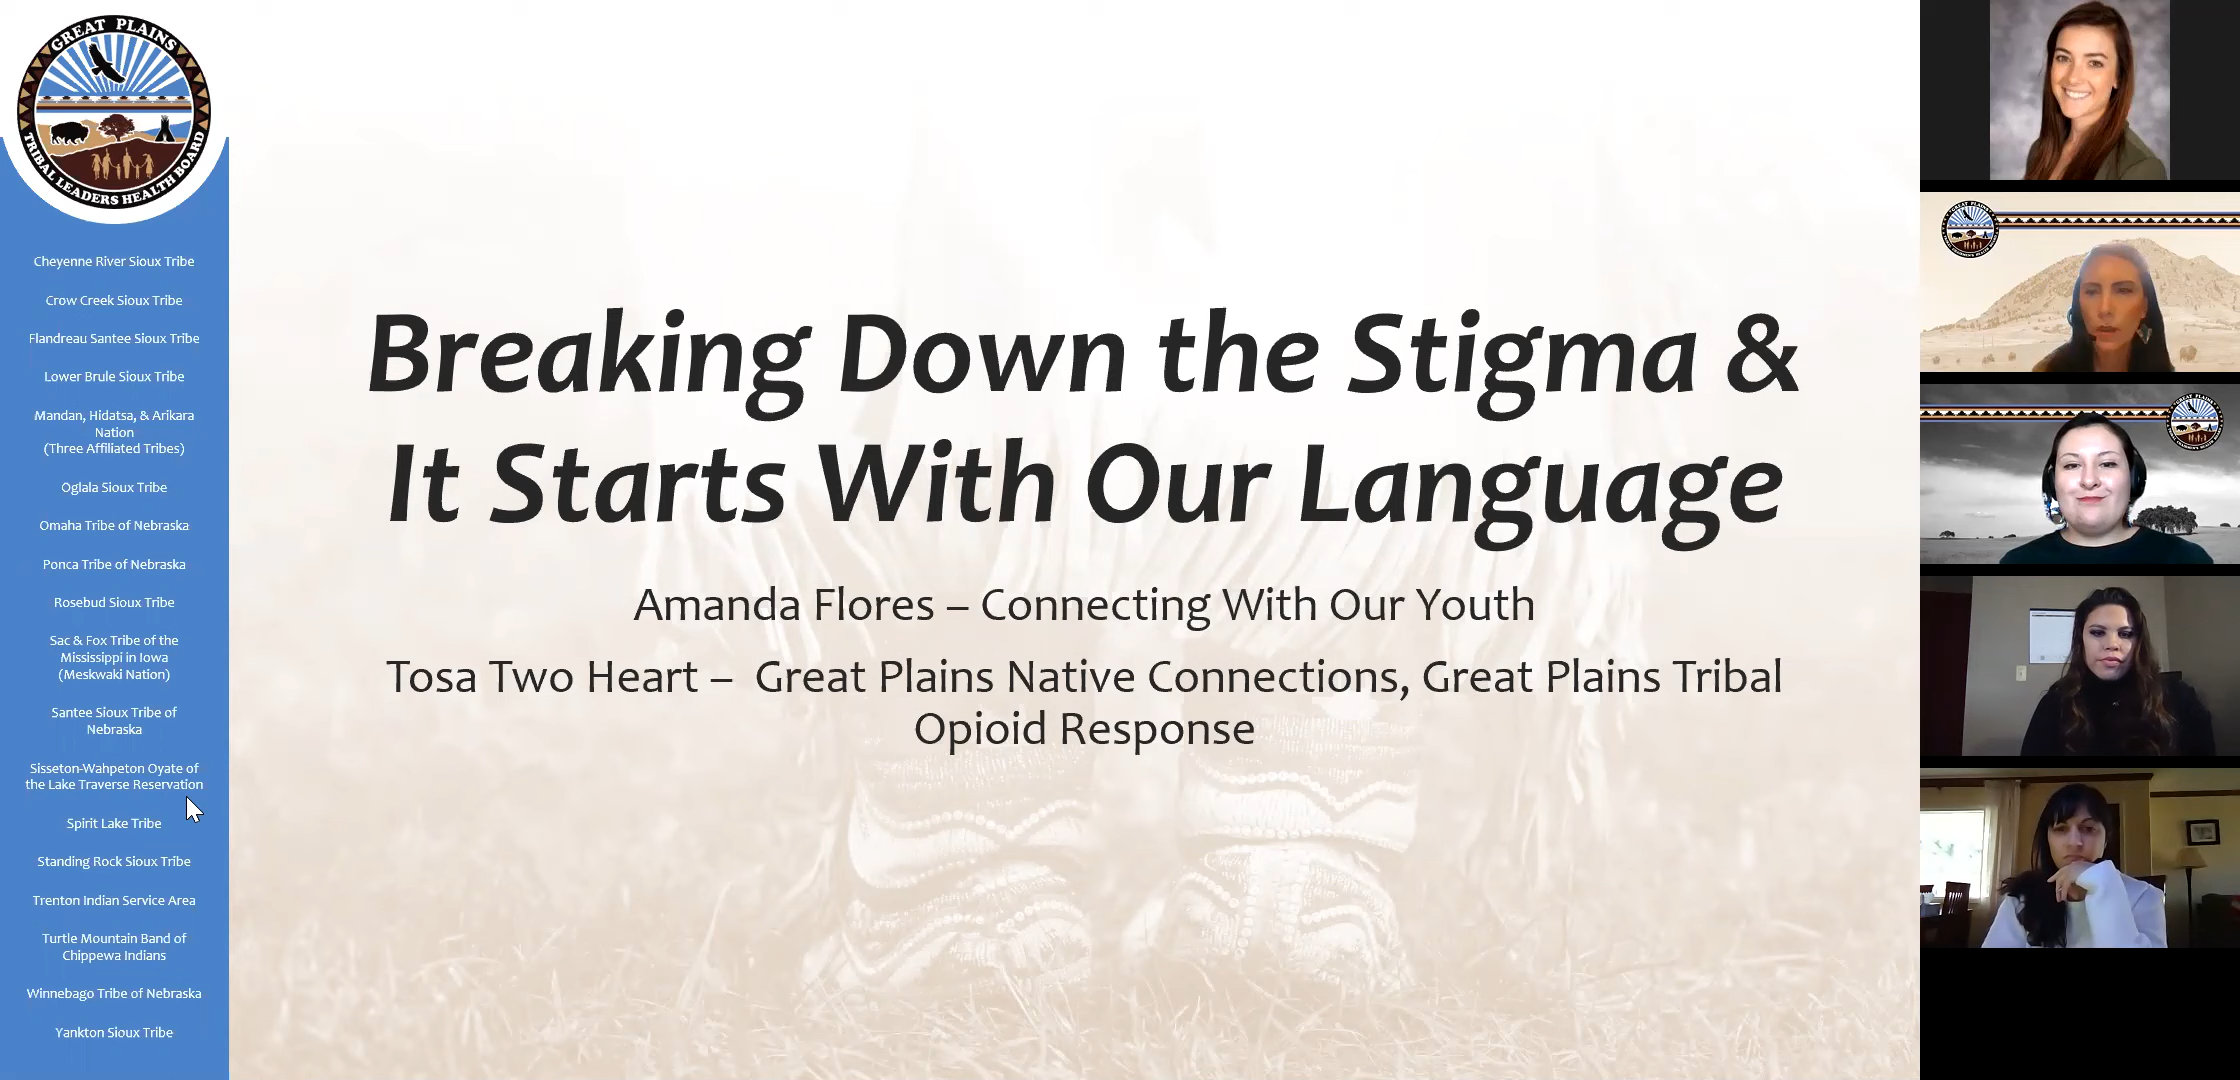 GREAT PLAINS
TRIBAL LEADERS HEALTH BOARD
Cheyenne River Sioux Tribe
Crow Creek Sioux Tribe
Flandreau Santee Sioux Tribe
Lower Brule Sioux Tribe
Mandan, Hidatsa, & Arikara
Nation
(Three Affiliated Tribes)
Oglala Sioux Tribe
Omaha Tribe of Nebraska
Ponca Tribe of Nebraska
Rosebud Sioux Tribe
Sac & Fox Tribe of the
Mississippi in Iowa
(Meskwaki Nation)
Santee Sioux Tribe of
Nebraska
Sisseton-Wahpeton Oyate of
the Lake Traverse Reservation
Spirit Lake Tribe
Standing Rock Sioux Tribe
Trenton Indian Service Area
Turtle Mountain Band of
Chippewa Indians
Winnebago Tribe of Nebraska
Yankton Sioux Tribe
Breaking Down the Stigma &
It Starts With Our Language
Amanda Flores – Connecting With Our Youth
Tosa Two Heart – Great Plains Native Connections, Great Plains Tribal
Opioid Response
GREAT PLAINS
GREAT PLAINS